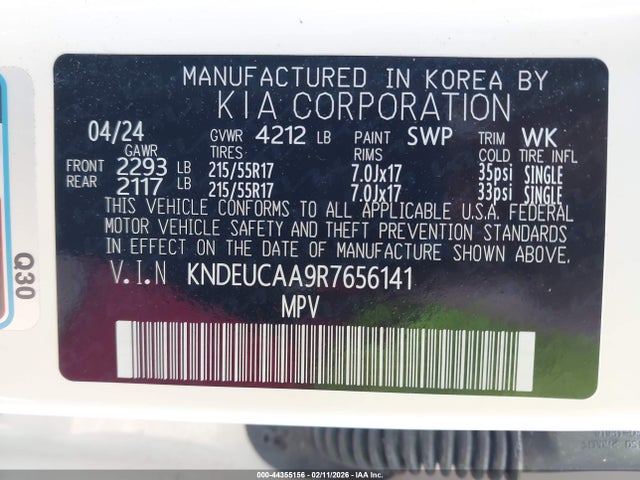 MANUFACTURED IN KOREA BY
KIA CORPORATION
04/24 GVWR 4212 LB PAINT SWP TRIM WK
GAWR TIRES RIMS COLD TIRE INFL
FRONT 2293 LB 215/55R17 7.0Jx17 35psi SINGLE
REAR 2117 LB 215/55R17 7.0Jx17 33psi SINGLE
THIS VEHICLE CONFORMS TO ALL APPLICABLE U.S.A. FEDERAL
MOTOR VEHICLE SAFETY AND THEFT PREVENTION STANDARDS
IN EFFECT ON THE DATE OF MANUFACTURE SHOWN ABOVE.
V.I.N KNDEUCAA9R7656141
MPV
Q30
000-44355156 - 02/11/2026 - IAA, Inc.